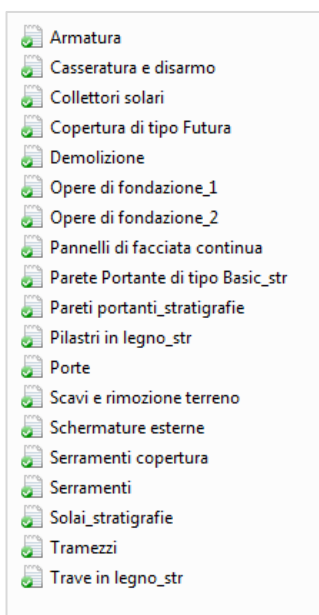 Armatura
Casseratura e disarmo
Collettori solari
Copertura di tipo Futura
Demolizione
Opere di fondazione_1
Opere di fondazione_2
Pannelli di facciata continua
Parete Portante di tipo Basic_str
Pareti portanti_stratigrafie
Pilastri in legno_str
Porte
Scavi e rimozione terreno
Schermature esterne
Serramenti copertura
Serramenti
Solai_stratigrafie
Tramezzi
Trave in legno_str